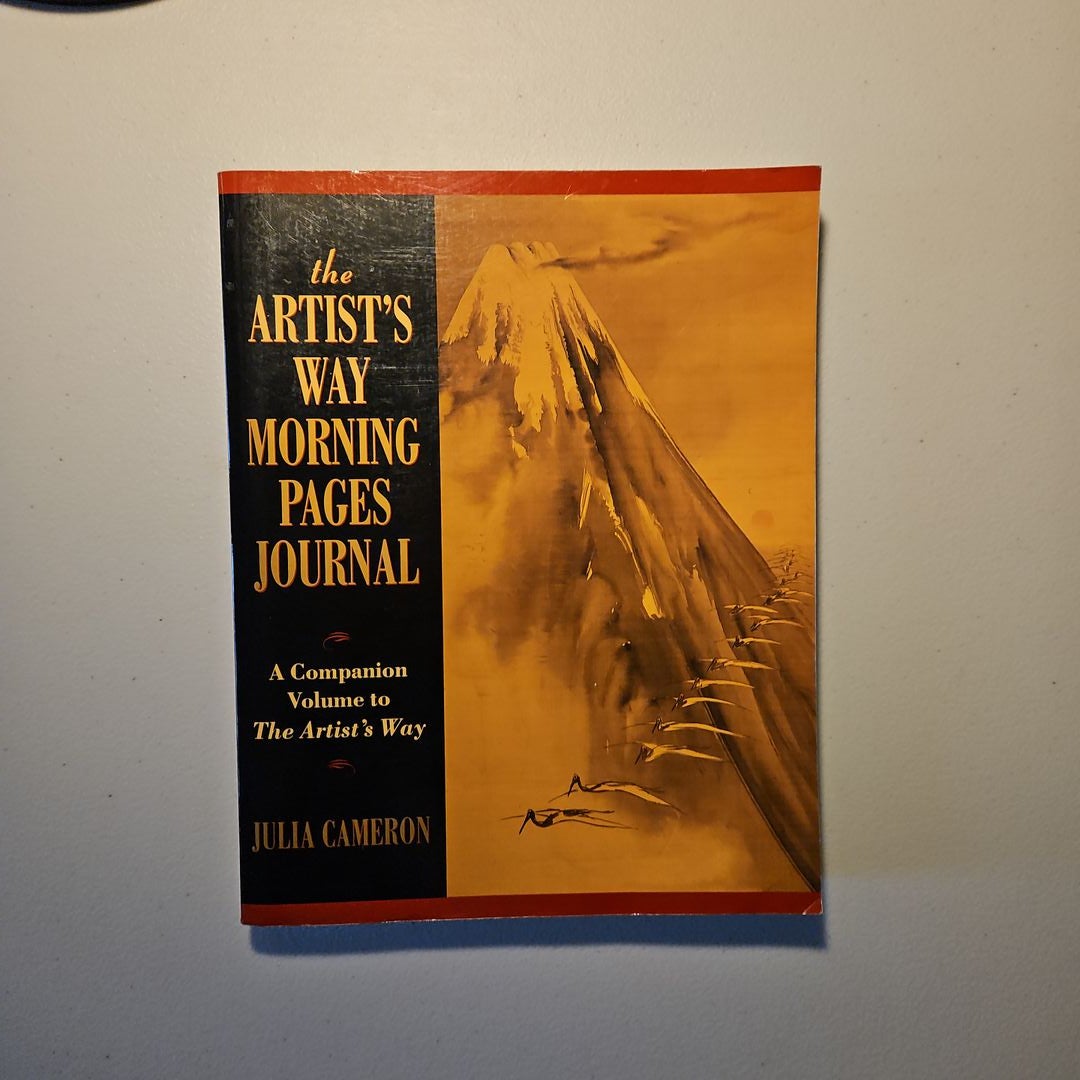 the
ARTIST'S
WAY
MORNING
PAGES
JOURNAL
A Companion
Volume to
The Artist's Way
JULIA CAMERON